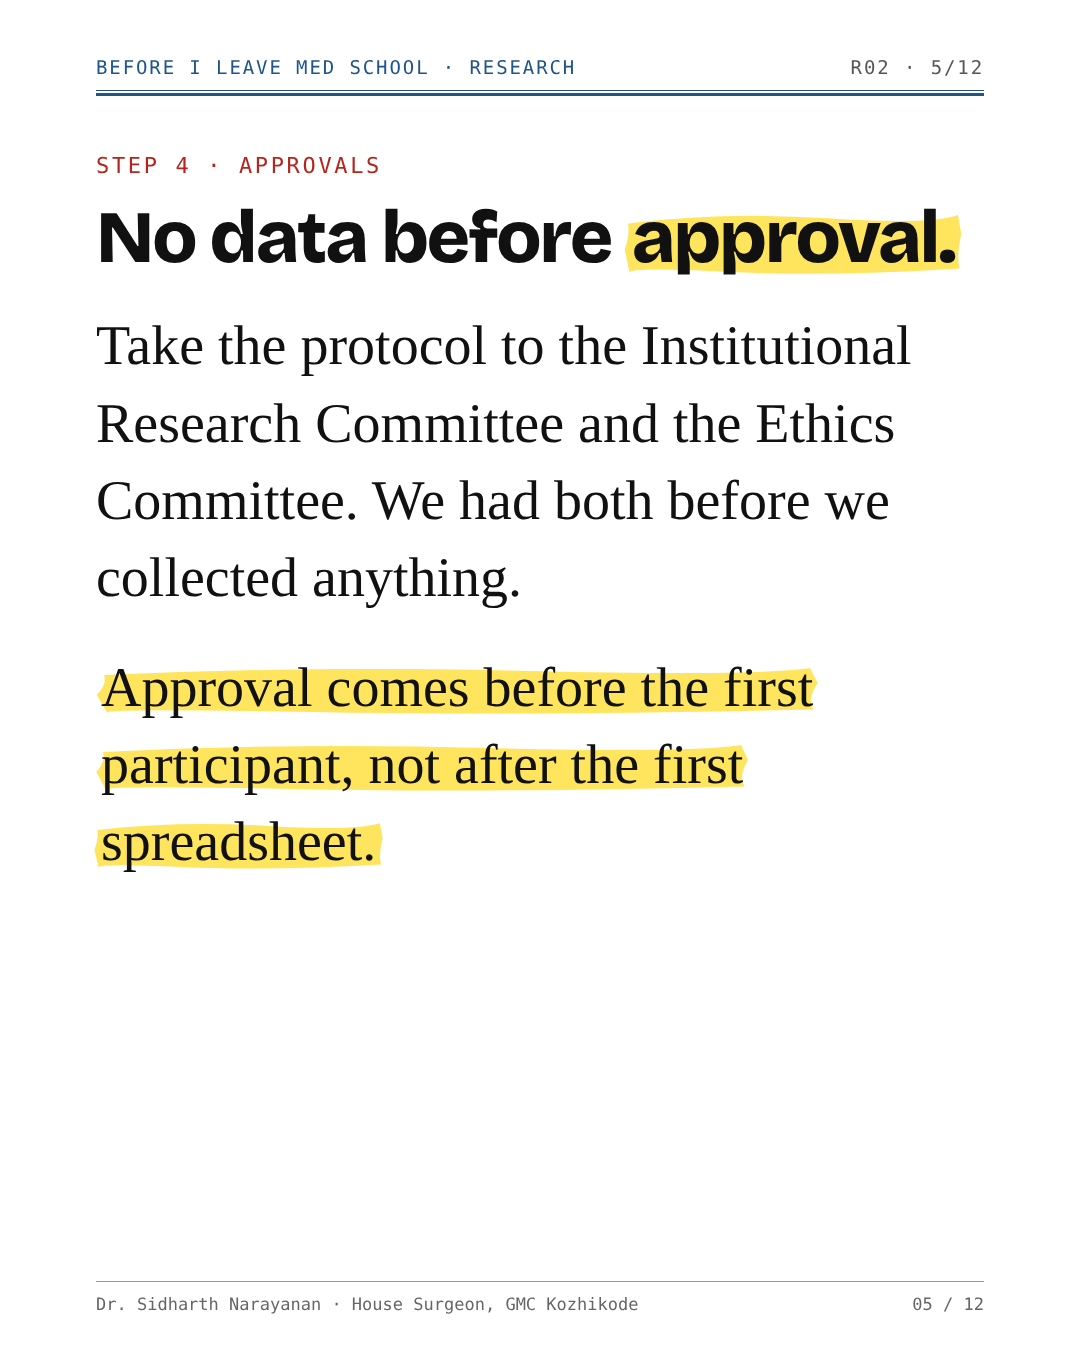 BEFORE I LEAVE MED SCHOOL · RESEARCH
R02 · 5/12
STEP 4 · APPROVALS
No data before approval.
Take the protocol to the Institutional
Research Committee and the Ethics
Committee. We had both before we
collected anything.
Approval comes before the first
participant, not after the first
spreadsheet.
Dr. Sidharth Narayanan · House Surgeon, GMC Kozhikode
05 / 12